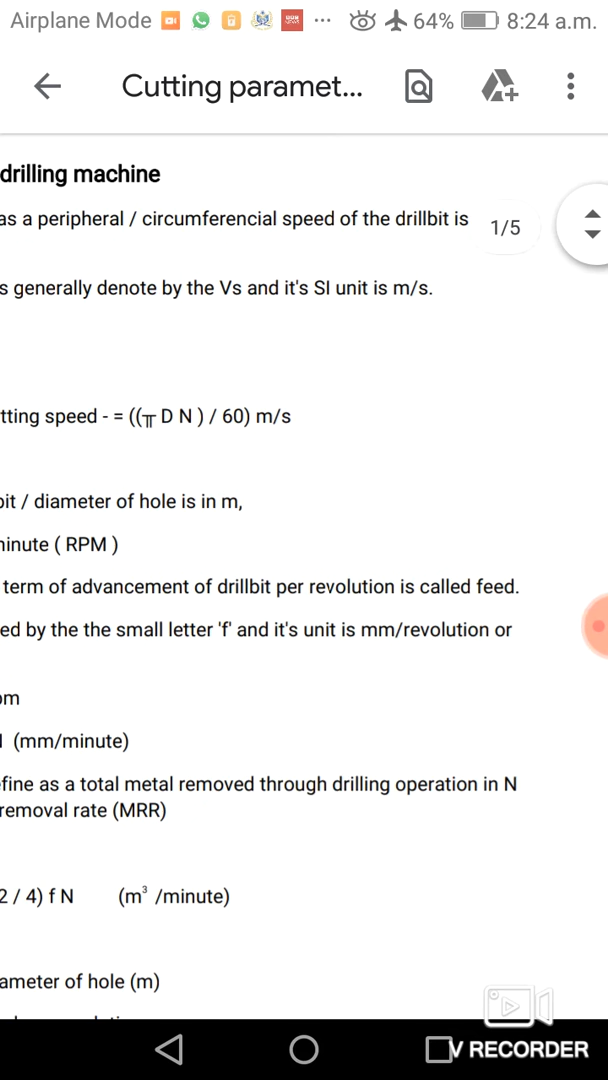 Airplane Mode ... 64% 8:24 a.m.
Cutting paramet...
drilling machine
as a peripheral / circumferencial speed of the drillbit is
1/5
s generally denote by the Vs and it's SI unit is m/s.
tting speed - = ((╥ D N ) / 60) m/s
bit / diameter of hole is in m,
inute ( RPM )
term of advancement of drillbit per revolution is called feed.
ed by the the small letter 'f' and it's unit is mm/revolution or
pm
(mm/minute)
efine as a total metal removed through drilling operation in N
removal rate (MRR)
2 / 4) f N (m³ /minute)
ameter of hole (m)
V RECORDER